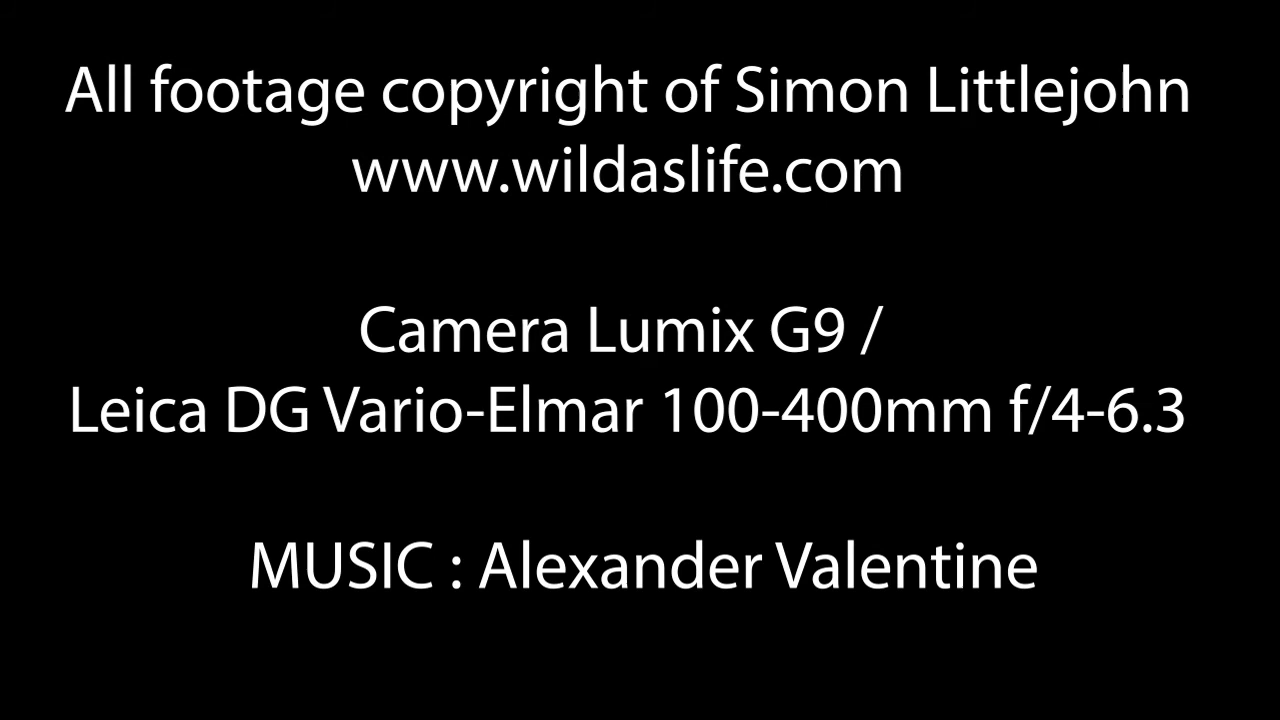 All footage copyright of Simon Littlejohn
www.wildaslife.com
Camera Lumix G9 /
Leica DG Vario-Elmar 100-400mm f/4-6.3
MUSIC : Alexander Valentine